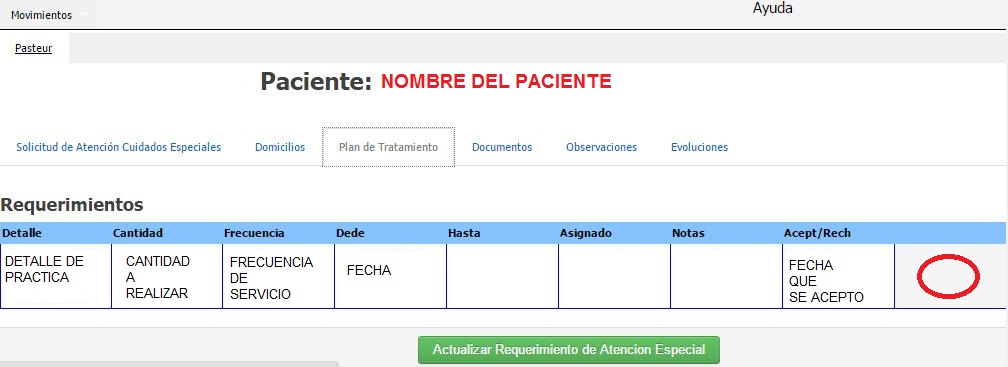 Movimientos
Ayuda
Pasteur
Paciente: NOMBRE DEL PACIENTE
Solicitud de Atención Cuidados Especiales Domicilios Plan de Tratamiento Documentos Observaciones Evoluciones
Requerimientos
Detalle Cantidad Frecuencia Dede Hasta Asignado Notas Acept/Rech
DETALLE DE
PRACTICA
CANTIDAD
A
REALIZAR
FRECUENCIA
DE
SERVICIO
FECHA
FECHA
QUE
SE ACEPTO
Actualizar Requerimiento de Atencion Especial